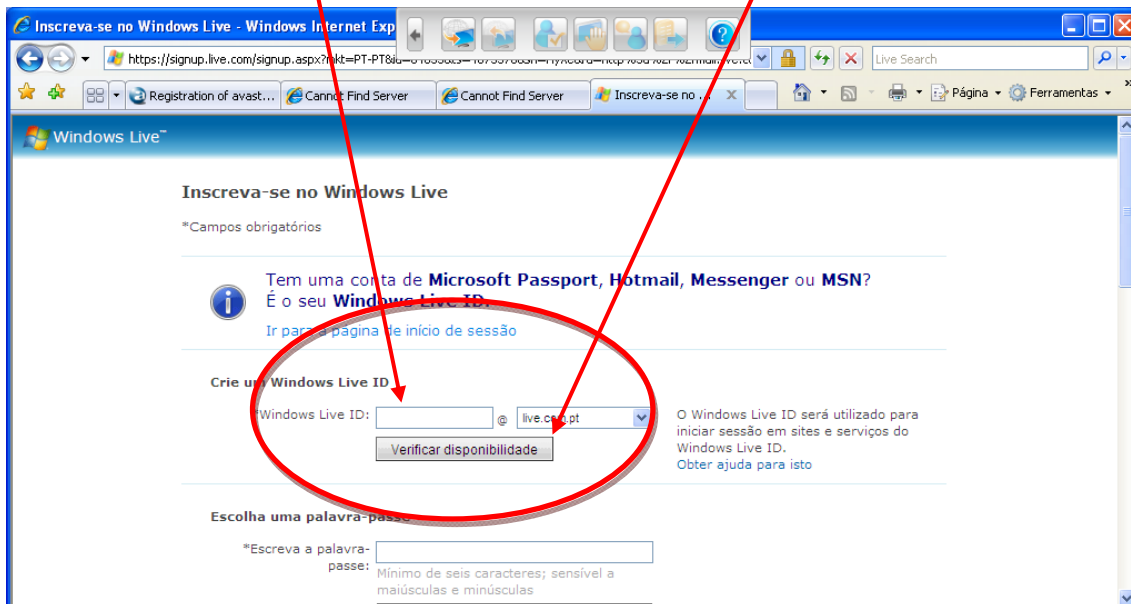 Inscreva-se no Windows Live - Windows Internet Exp
https://signup.live.com/signup.aspx?mkt=PT-PT&id=
Live Search
Registration of avast...
Cannot Find Server
Cannot Find Server
Inscreva-se no ...
Página
Ferramentas
Windows Live™
Inscreva-se no Windows Live
*Campos obrigatórios
Tem uma conta de Microsoft Passport, Hotmail, Messenger ou MSN?
É o seu Windows Live ID.
Ir para a página de início de sessão
Crie um Windows Live ID
*Windows Live ID:
@
live.com.pt
Verificar disponibilidade
O Windows Live ID será utilizado para
iniciar sessão em sites e serviços do
Windows Live ID.
Obter ajuda para isto
Escolha uma palavra-passe
*Escreva a palavra-
passe:
Mínimo de seis caracteres; sensível a
maiúsculas e minúsculas